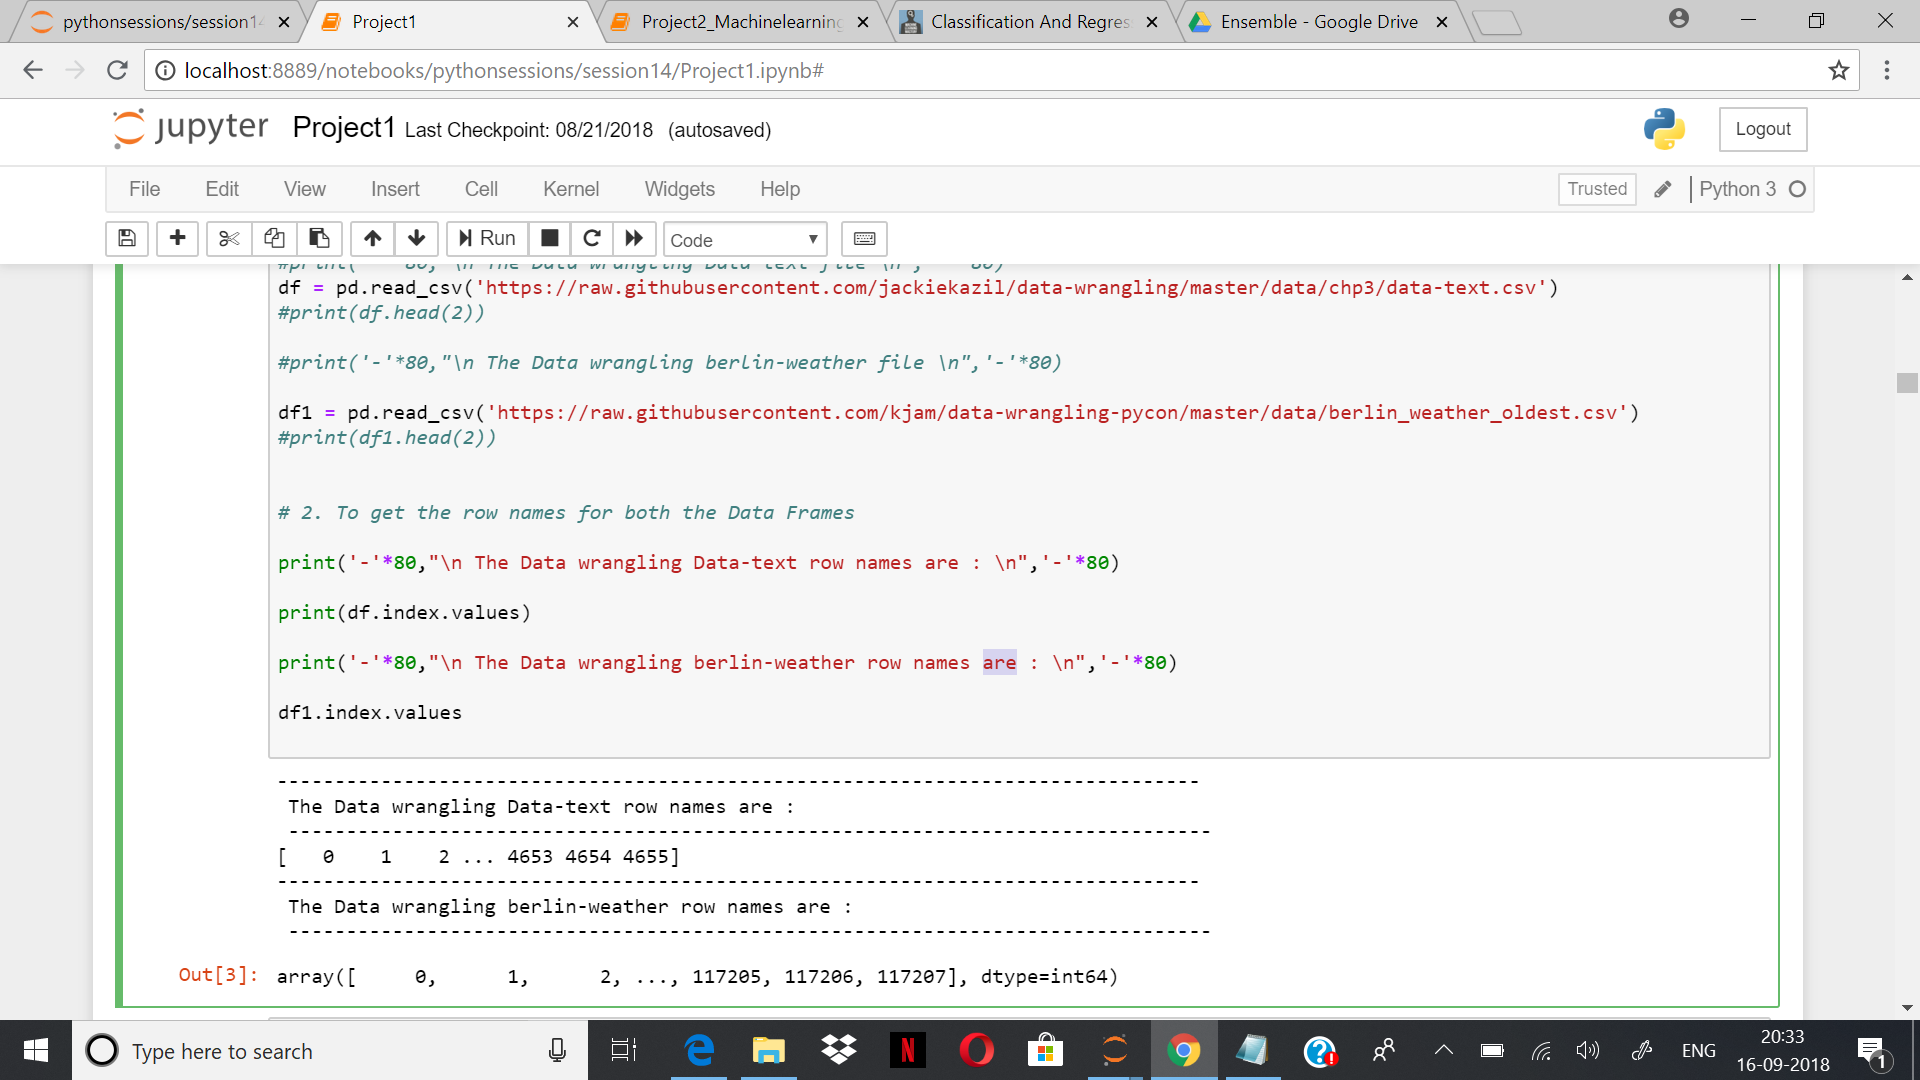 pythonsessions/session14
Project1
Project2_Machinelearning
Classification And Regres
Ensemble - Google Drive
localhost:8889/notebooks/pythonsessions/session14/Project1.ipynb#
jupyter Project1 Last Checkpoint: 08/21/2018 (autosaved)
Logout
File Edit View Insert Cell Kernel Widgets Help
Trusted
Python 3
Run
Code
df = pd.read_csv('https://raw.githubusercontent.com/jackiekazil/data-wrangling/master/data/chp3/data-text.csv')
#print(df.head(2))
#print('-'*80,"\n The Data wrangling berlin-weather file \n",'-'*80)
df1 = pd.read_csv('https://raw.githubusercontent.com/kjam/data-wrangling-pycon/master/data/berlin_weather_oldest.csv')
#print(df1.head(2))
# 2. To get the row names for both the Data Frames
print('-'*80,"\n The Data wrangling Data-text row names are : \n",'-'*80)
print(df.index.values)
print('-'*80,"\n The Data wrangling berlin-weather row names are : \n",'-'*80)
df1.index.values
--------------------------------------------------------------------------------
The Data wrangling Data-text row names are :
--------------------------------------------------------------------------------
[   0    1    2 ... 4653 4654 4655]
--------------------------------------------------------------------------------
The Data wrangling berlin-weather row names are :
--------------------------------------------------------------------------------
Out[3]: array([     0,      1,      2, ..., 117205, 117206, 117207], dtype=int64)
Type here to search
ENG
20:33
16-09-2018
1